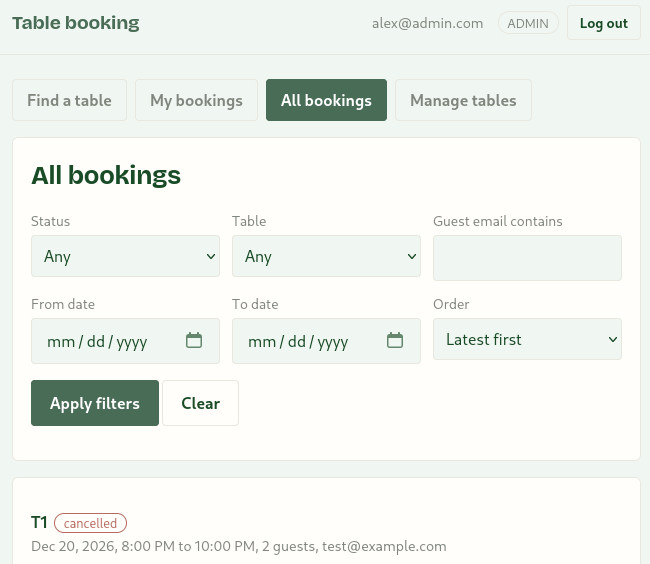 Table booking
alex@admin.com ADMIN Log out
Find a table My bookings All bookings Manage tables
All bookings
Status Table Guest email contains
Any Any
From date To date Order
mm / dd / yyyy mm / dd / yyyy Latest first
Apply filters Clear
T1 cancelled
Dec 20, 2026, 8:00 PM to 10:00 PM, 2 guests, test@example.com